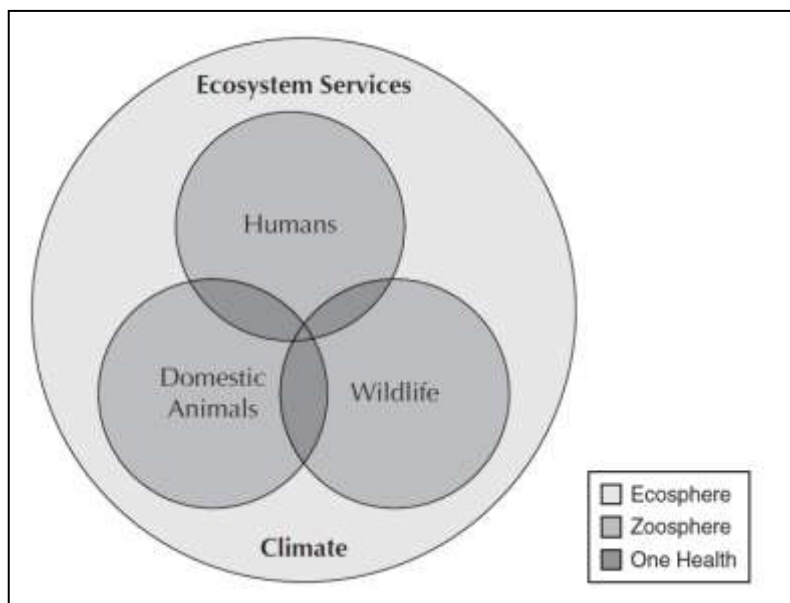 Ecosystem Services
Humans
Domestic
Animals
Wildlife
Climate
Ecosphere
Zoosphere
One Health